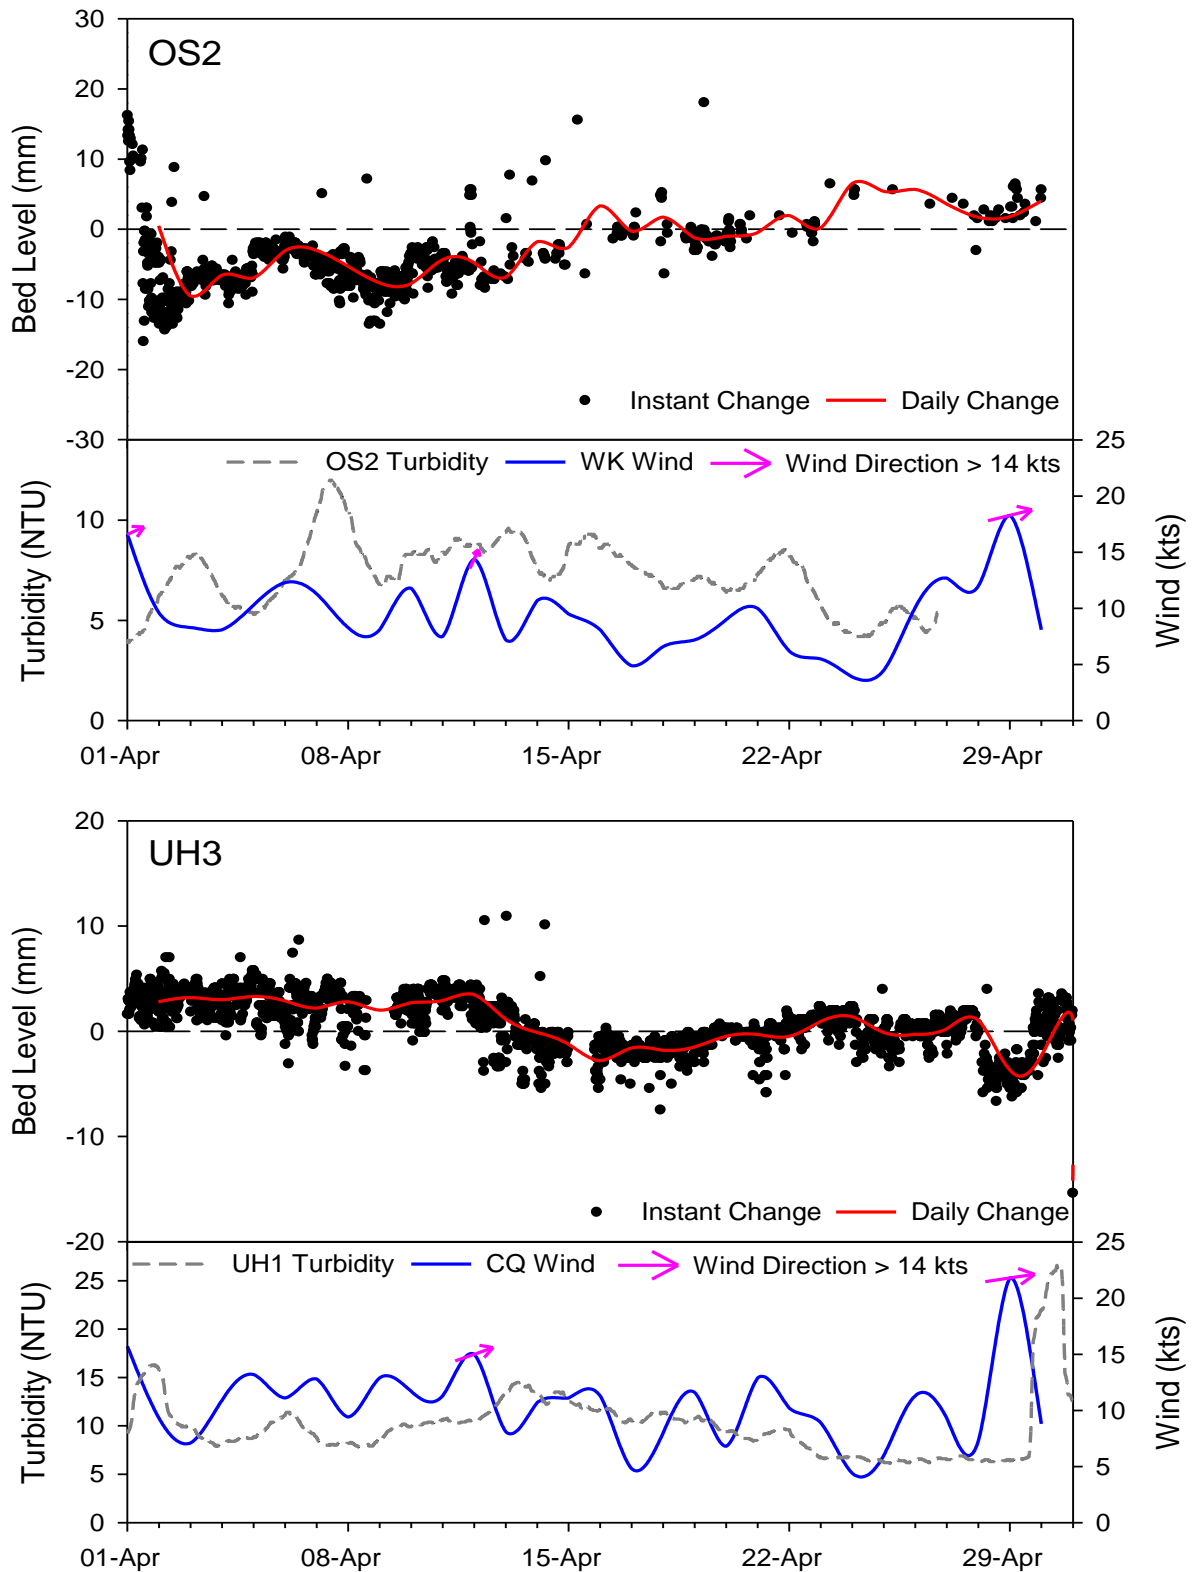 OS2
Bed Level (mm)
30
20
10
0
-10
-20
-30
Instant Change
Daily Change
OS2 Turbidity
WK Wind
Wind Direction > 14 kts
Turbidity (NTU)
10
5
0
25
20
15
10
5
0
Wind (kts)
01-Apr 08-Apr 15-Apr 22-Apr 29-Apr
UH3
Bed Level (mm)
20
10
0
-10
-20
Instant Change
Daily Change
UH1 Turbidity
CQ Wind
Wind Direction > 14 kts
Turbidity (NTU)
25
20
15
10
5
0
25
20
15
10
5
0
Wind (kts)
01-Apr 08-Apr 15-Apr 22-Apr 29-Apr